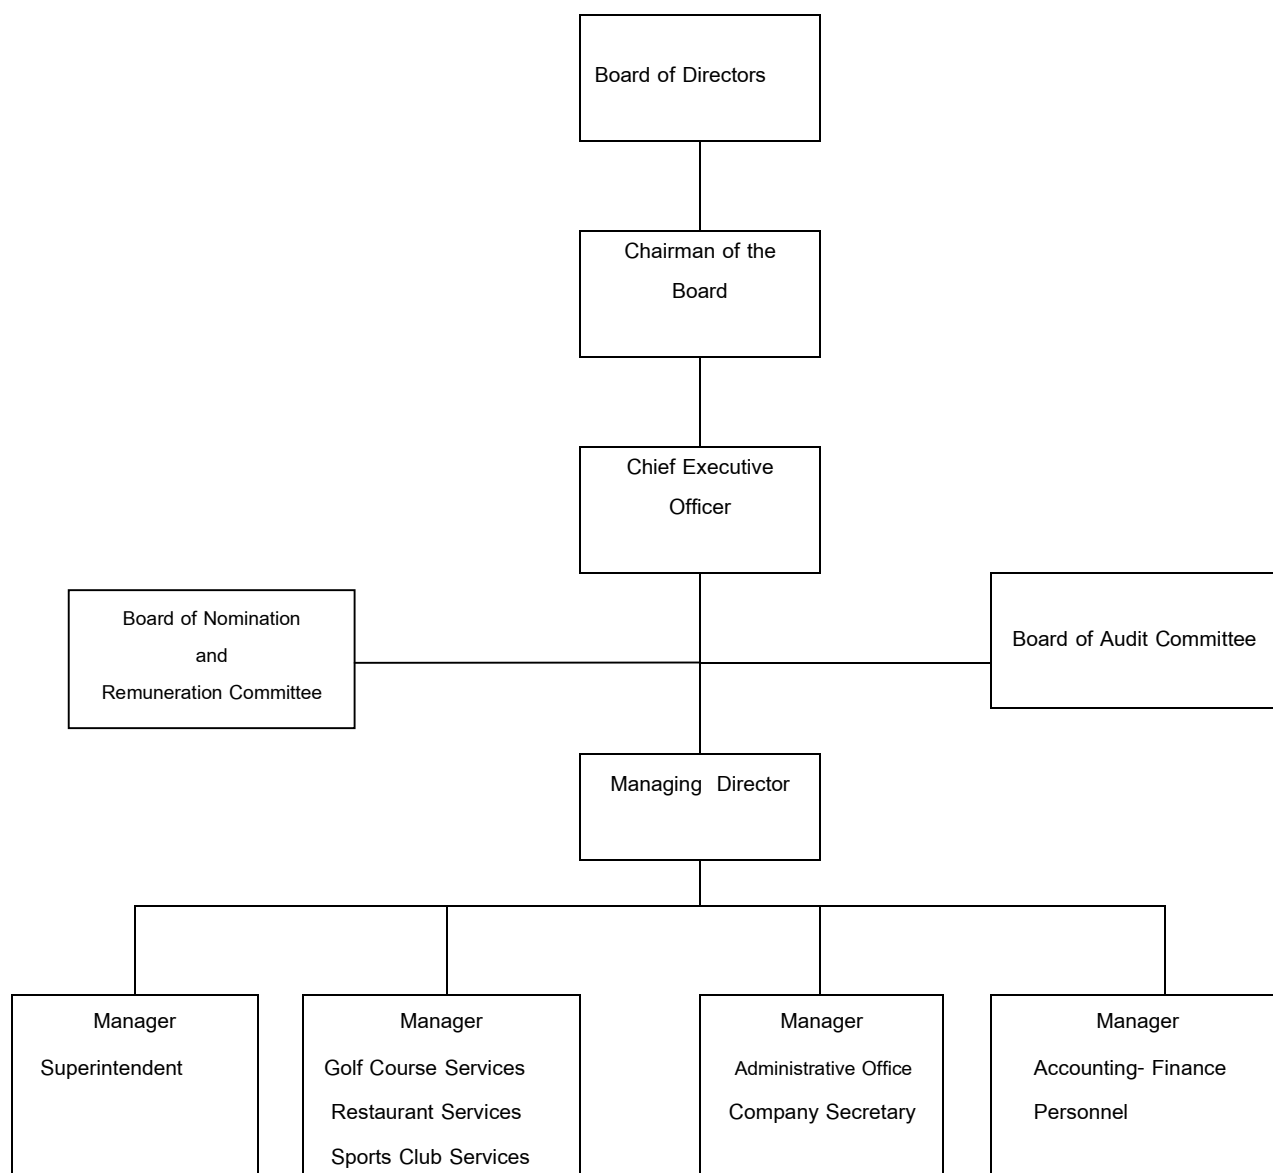 Board of Directors
Chairman of the
Board
Chief Executive
Officer
Board of Nomination
and
Remuneration Committee
Board of Audit Committee
Managing Director
Manager
Superintendent
Manager
Golf Course Services
Restaurant Services
Sports Club Services
Manager
Administrative Office
Company Secretary
Manager
Accounting- Finance
Personnel